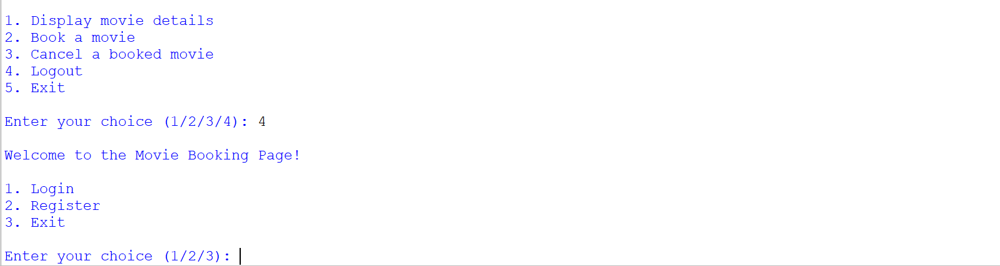 1. Display movie details
2. Book a movie
3. Cancel a booked movie
4. Logout
5. Exit
Enter your choice (1/2/3/4): 4
Welcome to the Movie Booking Page!
1. Login
2. Register
3. Exit
Enter your choice (1/2/3):